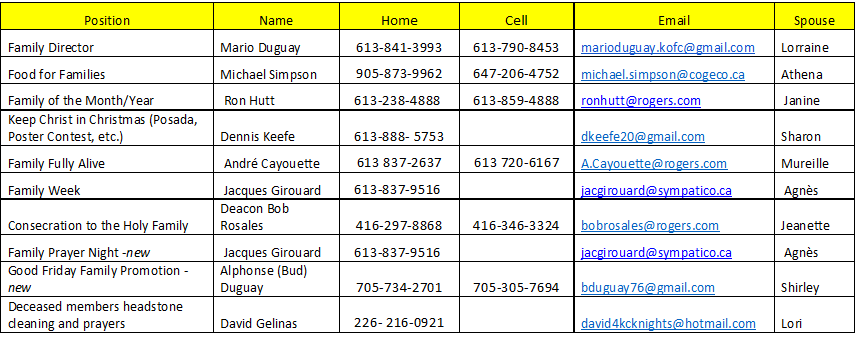 Position Name Home Cell Email Spouse
Family Director Mario Duguay 613-841-3993 613-790-8453 marioduguay.kofc@gmail.com Lorraine
Food for Families Michael Simpson 905-873-9962 647-206-4752 michael.simpson@cogeco.ca Athena
Family of the Month/Year Ron Hutt 613-238-4888 613-859-4888 ronhutt@rogers.com Janine
Keep Christ in Christmas (Posada,
Poster Contest, etc.) Dennis Keefe 613-888- 5753 dkeefe20@gmail.com Sharon
Family Fully Alive André Cayouette 613 837-2637 613 720-6167 A.Cayouette@rogers.com Mureille
Family Week Jacques Girouard 613-837-9516 jacgirouard@sympatico.ca Agnès
Deacon Bob
Consecration to the Holy Family Rosales 416-297-8868 416-346-3324 bobrosales@rogers.com Jeanette
Family Prayer Night -new Jacques Girouard 613-837-9516 jacgirouard@sympatico.ca Agnès
Good Friday Family Promotion - Alphonse (Bud)
new Duguay 705-734-2701 705-305-7694 bduguay76@gmail.com Shirley
Deceased members headstone
cleaning and prayers David Gelinas 226- 216-0921 david4kcknights@hotmail.com Lori